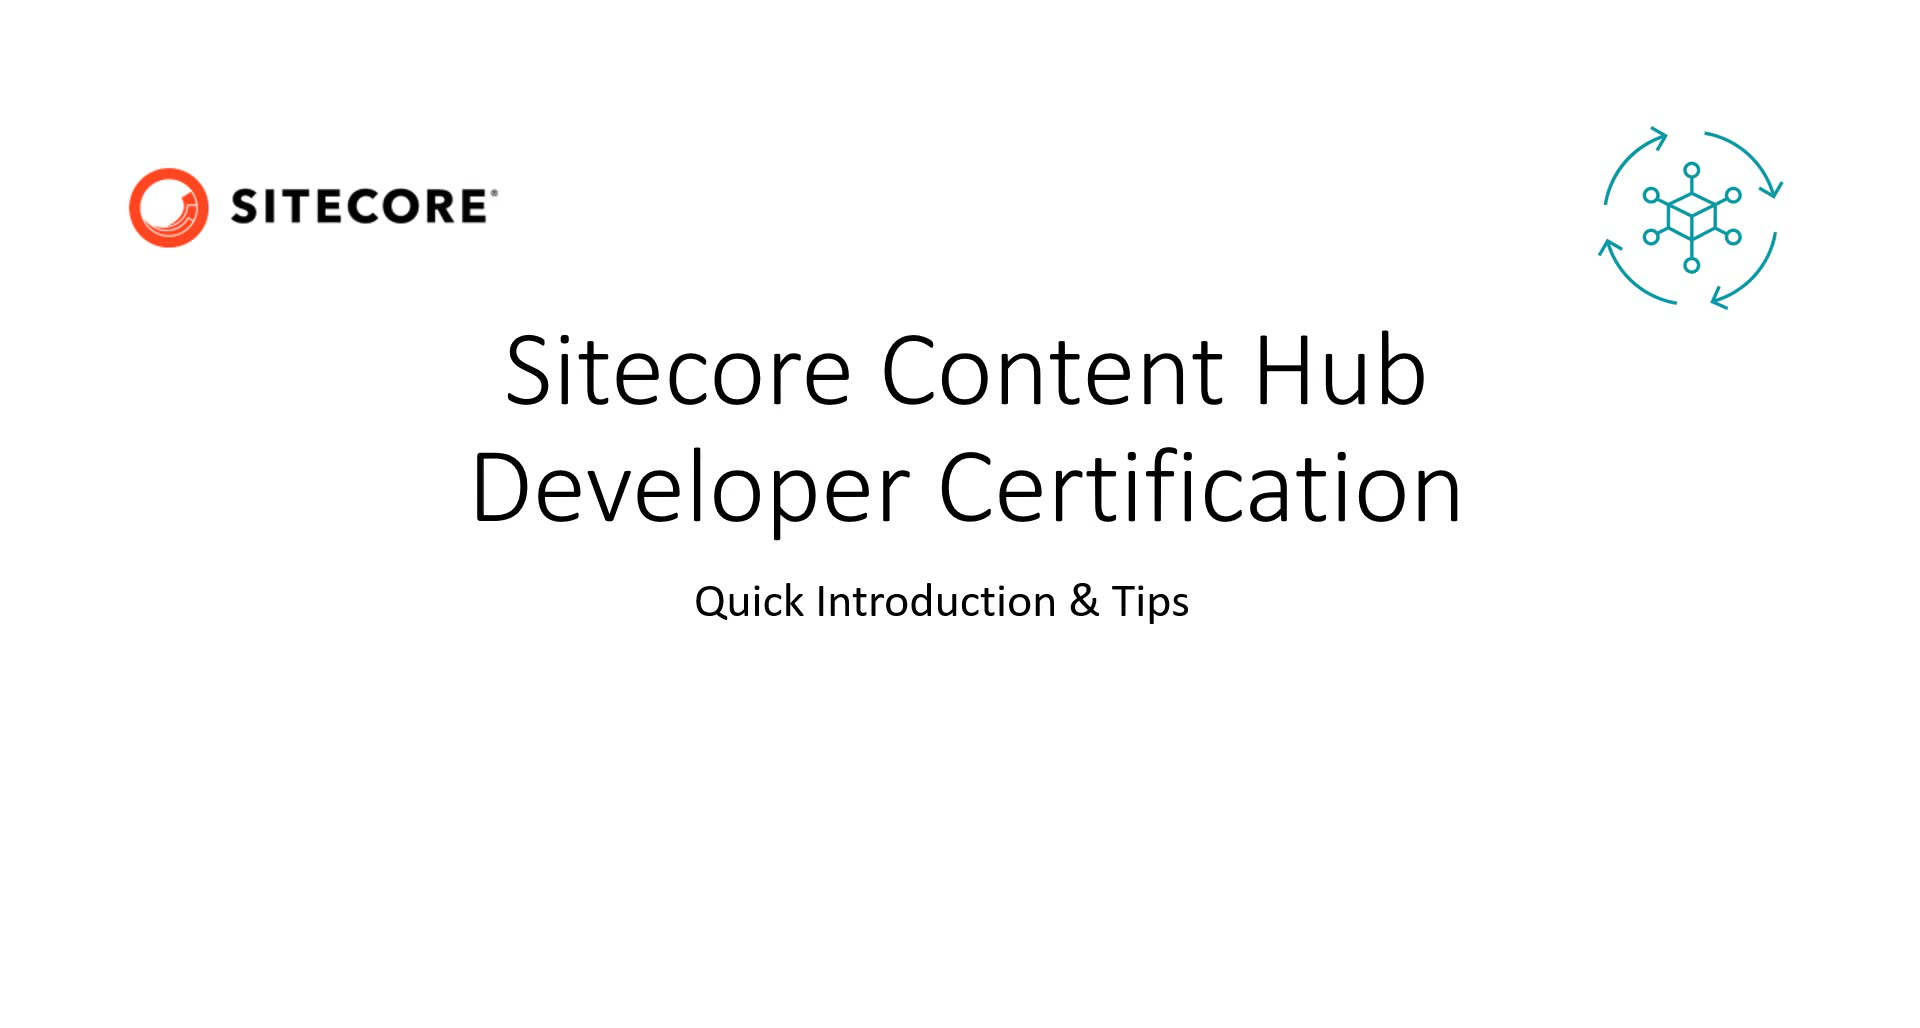 SITECORE®
Sitecore Content Hub
Developer Certification
Quick Introduction & Tips